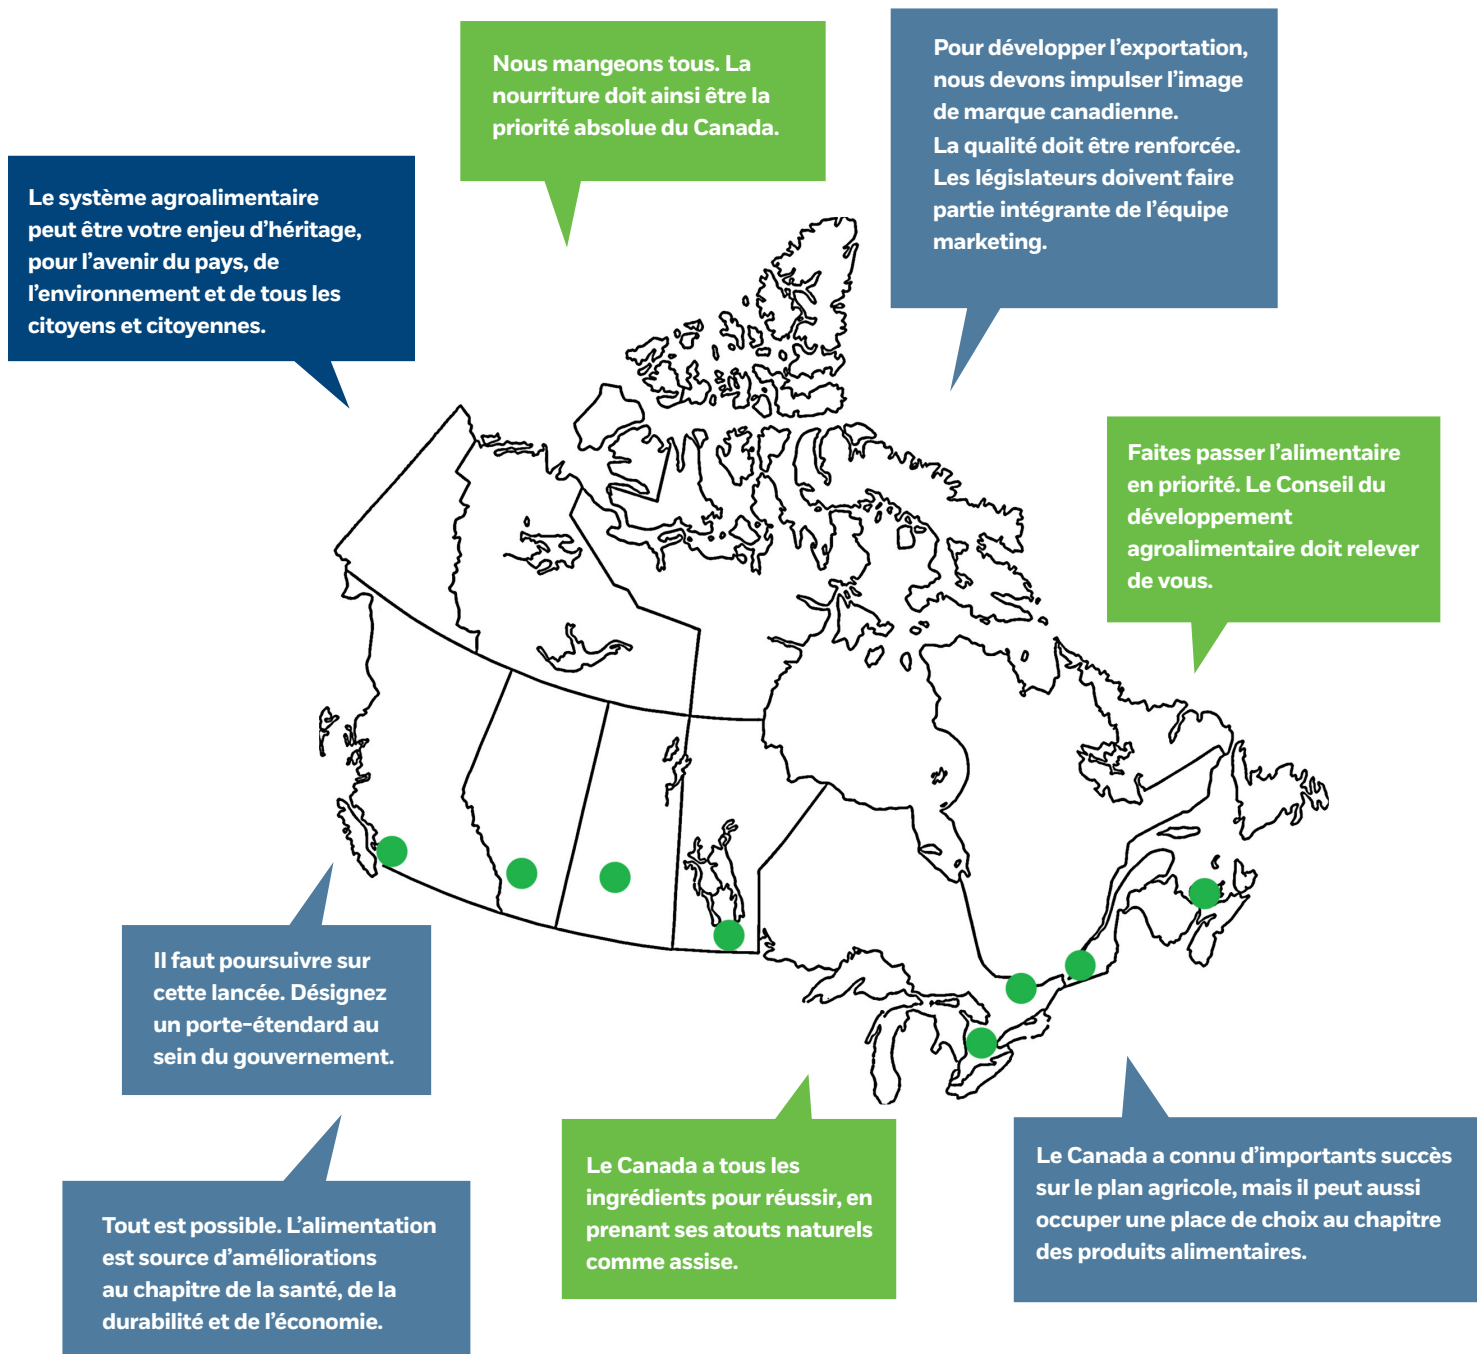 Nous mangeons tous. La
nourriture doit ainsi être la
priorité absolue du Canada.
Pour développer l’exportation,
nous devons impulser l’image
de marque canadienne.
La qualité doit être renforcée.
Les législateurs doivent faire
partie intégrante de l’équipe
marketing.
Le système agroalimentaire
peut être votre enjeu d’héritage,
pour l’avenir du pays, de
l’environnement et de tous les
citoyens et citoyennes.
Faites passer l’alimentaire
en priorité. Le Conseil du
développement
agroalimentaire doit relever
de vous.
Il faut poursuivre sur
cette lancée. Désignez
un porte-étendard au
sein du gouvernement.
Le Canada a tous les
ingrédients pour réussir, en
prenant ses atouts naturels
comme assise.
Le Canada a connu d’importants succès
sur le plan agricole, mais il peut aussi
occuper une place de choix au chapitre
des produits alimentaires.
Tout est possible. L’alimentation
est source d’améliorations
au chapitre de la santé, de la
durabilité et de l’économie.